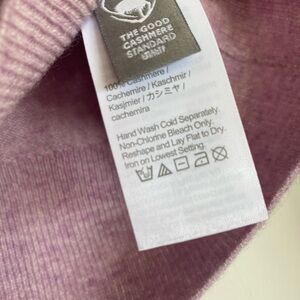 THE GOOD
CASHMERE
STANDARD
100% Cashmere /
Cachemire / Kaschmir /
Kasjmier / カシミヤ /
cachemira
Hand Wash Cold Separately.
Non-Chlorine Bleach Only.
Reshape and Lay Flat to Dry.
Iron on Lowest Setting.